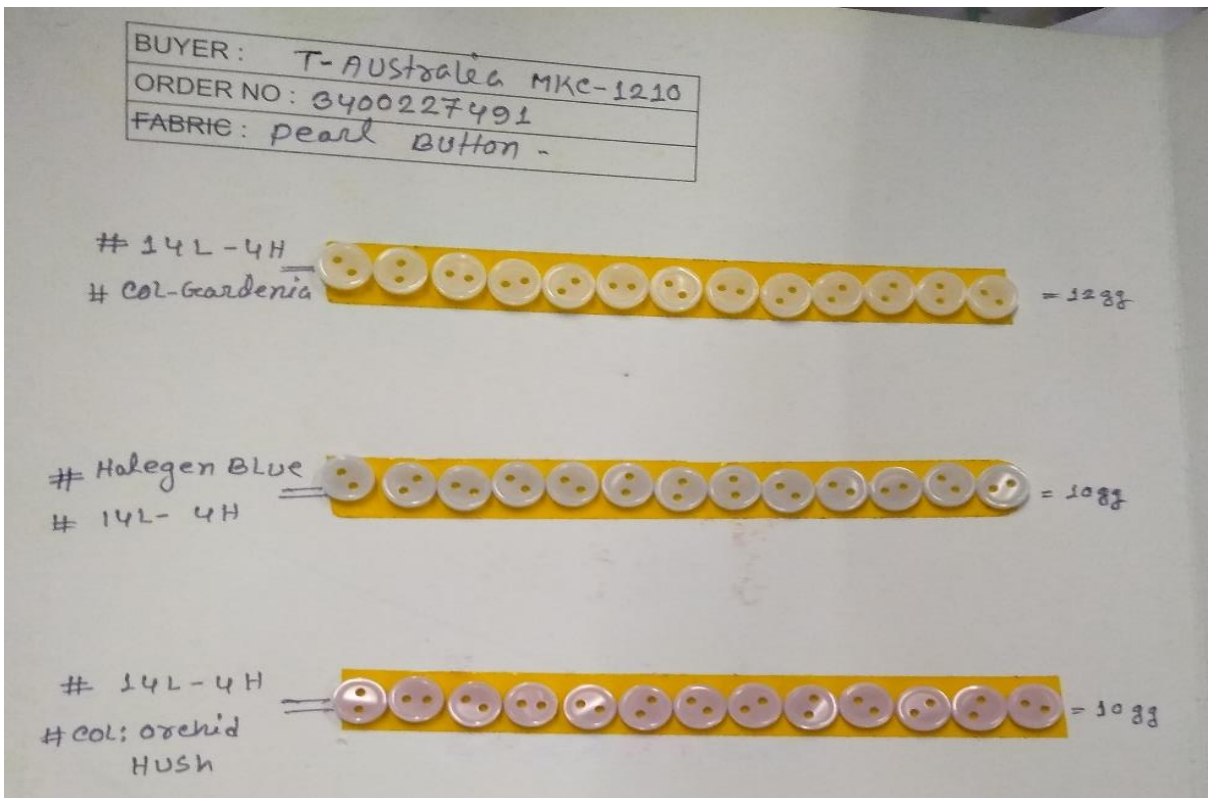 BUYER : T- Australia MKC-1210
ORDER NO : 3400227491
FABRIC : pearl Button -
# 14L - 4H
# COL-Geardenia
= 12gg
# Halegen BLue
# 14L- 4H
= 10gg
# 14L-4H
# COL: orchid
HUSh
= 10gg